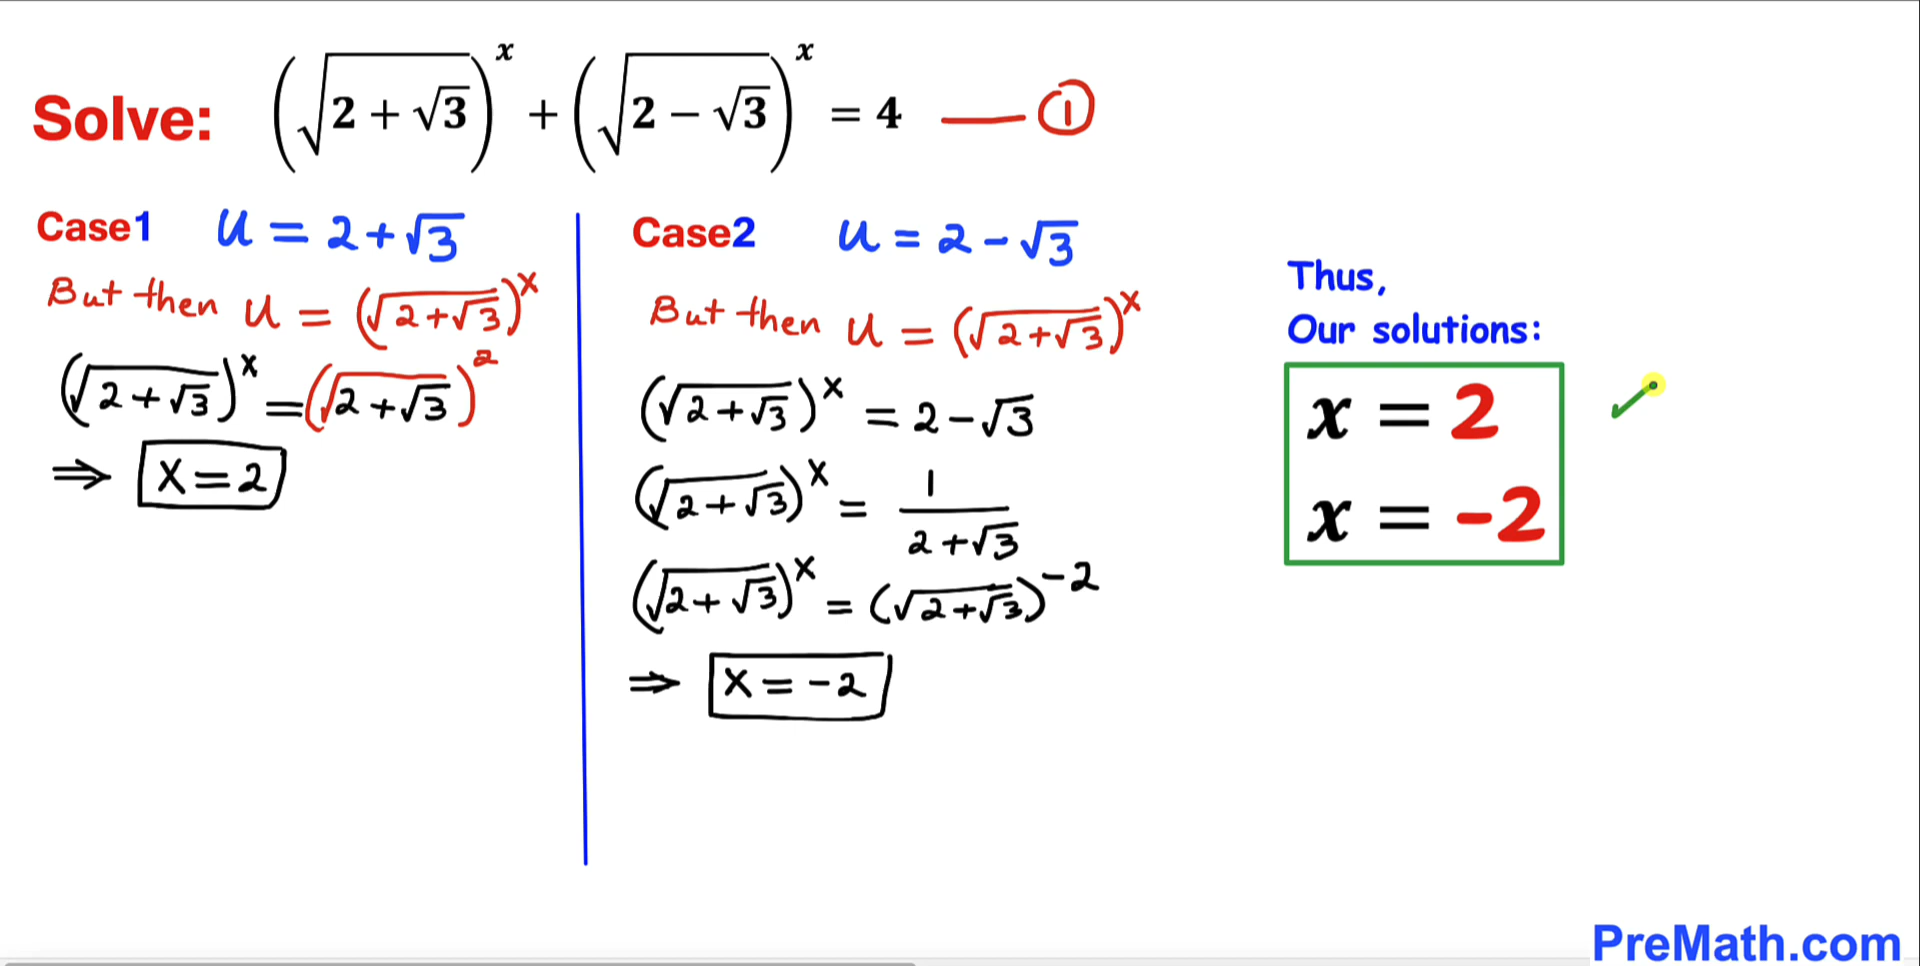 Solve: (√(2 + √3))^x + (√(2 − √3))^x = 4 —— ①
Case1 u = 2 + √3
But then u = (√(2+√3))^x
(√(2+√3))^x = (√(2+√3))^2
⇒ x = 2
Case2 u = 2 − √3
But then u = (√(2+√3))^x
(√(2+√3))^x = 2 − √3
(√(2+√3))^x = 1/(2+√3)
(√(2+√3))^x = (√(2+√3))^−2
⇒ x = −2
Thus,
Our solutions:
x = 2
x = −2
PreMath.com